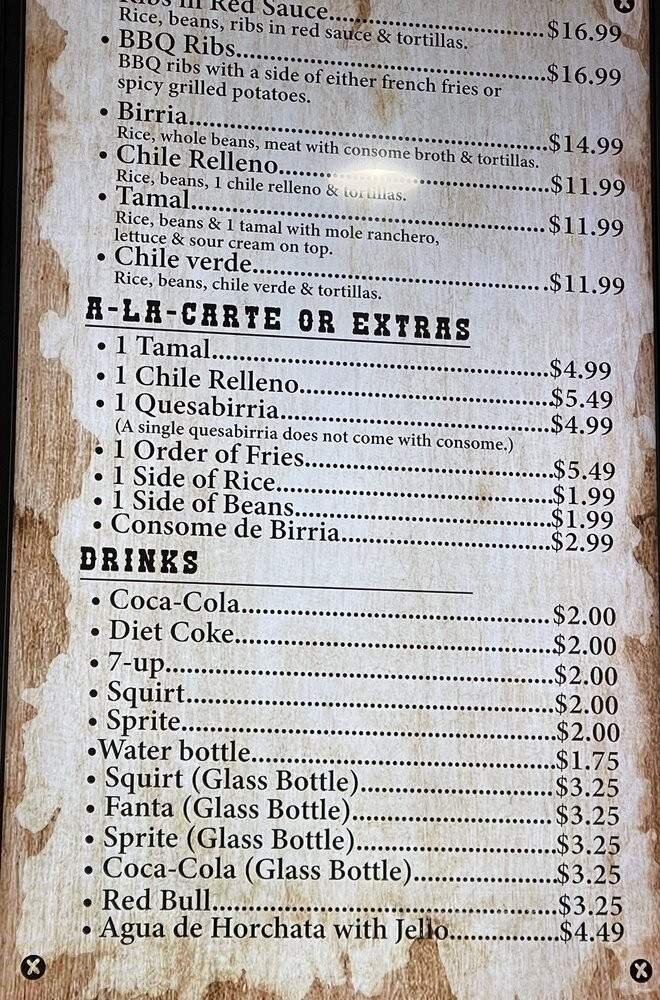 Ribs in Red Sauce..............................$16.99
Rice, beans, ribs in red sauce & tortillas.
• BBQ Ribs..............................$16.99
BBQ ribs with a side of either french fries or
spicy grilled potatoes.
• Birria..............................$14.99
Rice, whole beans, meat with consome broth & tortillas.
• Chile Relleno..............................$11.99
Rice, beans, 1 chile relleno & tortillas.
• Tamal..............................$11.99
Rice, beans & 1 tamal with mole ranchero,
lettuce & sour cream on top.
• Chile verde..............................$11.99
Rice, beans, chile verde & tortillas.
A-LA-CARTE OR EXTRAS
• 1 Tamal..............................$4.99
• 1 Chile Relleno..............................$5.49
• 1 Quesabirria..............................$4.99
(A single quesabirria does not come with consome.)
• 1 Order of Fries..............................$5.49
• 1 Side of Rice..............................$1.99
• 1 Side of Beans..............................$1.99
• Consome de Birria..............................$2.99
DRINKS
• Coca-Cola..............................$2.00
• Diet Coke..............................$2.00
• 7-up..............................$2.00
• Squirt..............................$2.00
• Sprite..............................$2.00
•Water bottle..............................$1.75
• Squirt (Glass Bottle)....................$3.25
• Fanta (Glass Bottle)....................$3.25
• Sprite (Glass Bottle)....................$3.25
• Coca-Cola (Glass Bottle)...............$3.25
• Red Bull..............................$3.25
• Agua de Horchata with Jello............$4.49